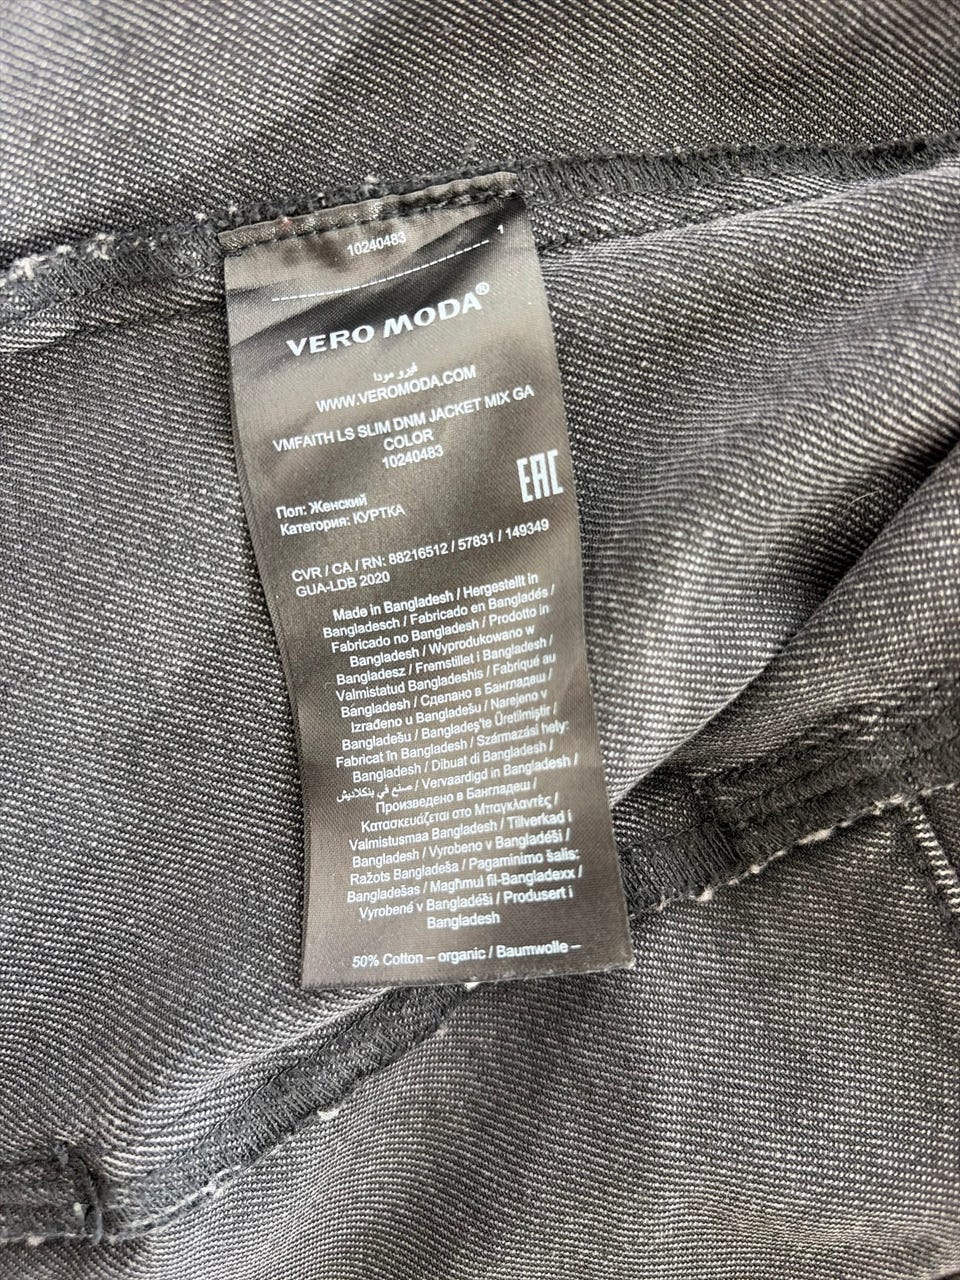 10240483 1
VERO MODA®
فيرو مودا
WWW.VEROMODA.COM
VMFAITH LS SLIM DNM JACKET MIX GA
COLOR
10240483
EAC
Пол: Женский
Категория: КУРТКА
CVR / CA / RN: 88216512 / 57831 / 149349
GUA-LDB 2020
Made in Bangladesh / Hergestellt in
Bangladesch / Fabricado en Bangladés /
Fabricado no Bangladesh / Prodotto in
Bangladesh / Wyprodukowano w
Bangladesz / Fremstillet i Bangladesh /
Valmistatud Bangladeshis / Fabriqué au
Bangladesh / Сделано в Бангладеш /
Izrađeno u Bangladešu / Narejeno v
Bangladešu / Bangladeş'te Üretilmiştir /
Fabricat în Bangladesh / Származási hely:
Bangladesh / Dibuat di Bangladesh /
صنع في بنكلاديش / Vervaardigd in Bangladesh /
Произведено в Бангладеш /
Κατασκευάζεται στο Μπαγκλαντές /
Valmistusmaa Bangladesh / Tillverkad i
Bangladesh / Vyrobeno v Bangladéši /
Ražots Bangladeša / Pagaminimo šalis:
Bangladešas / Magħmul fil-Bangladexx /
Vyrobené v Bangladéši / Produsert i
Bangladesh
50% Cotton – organic / Baumwolle –